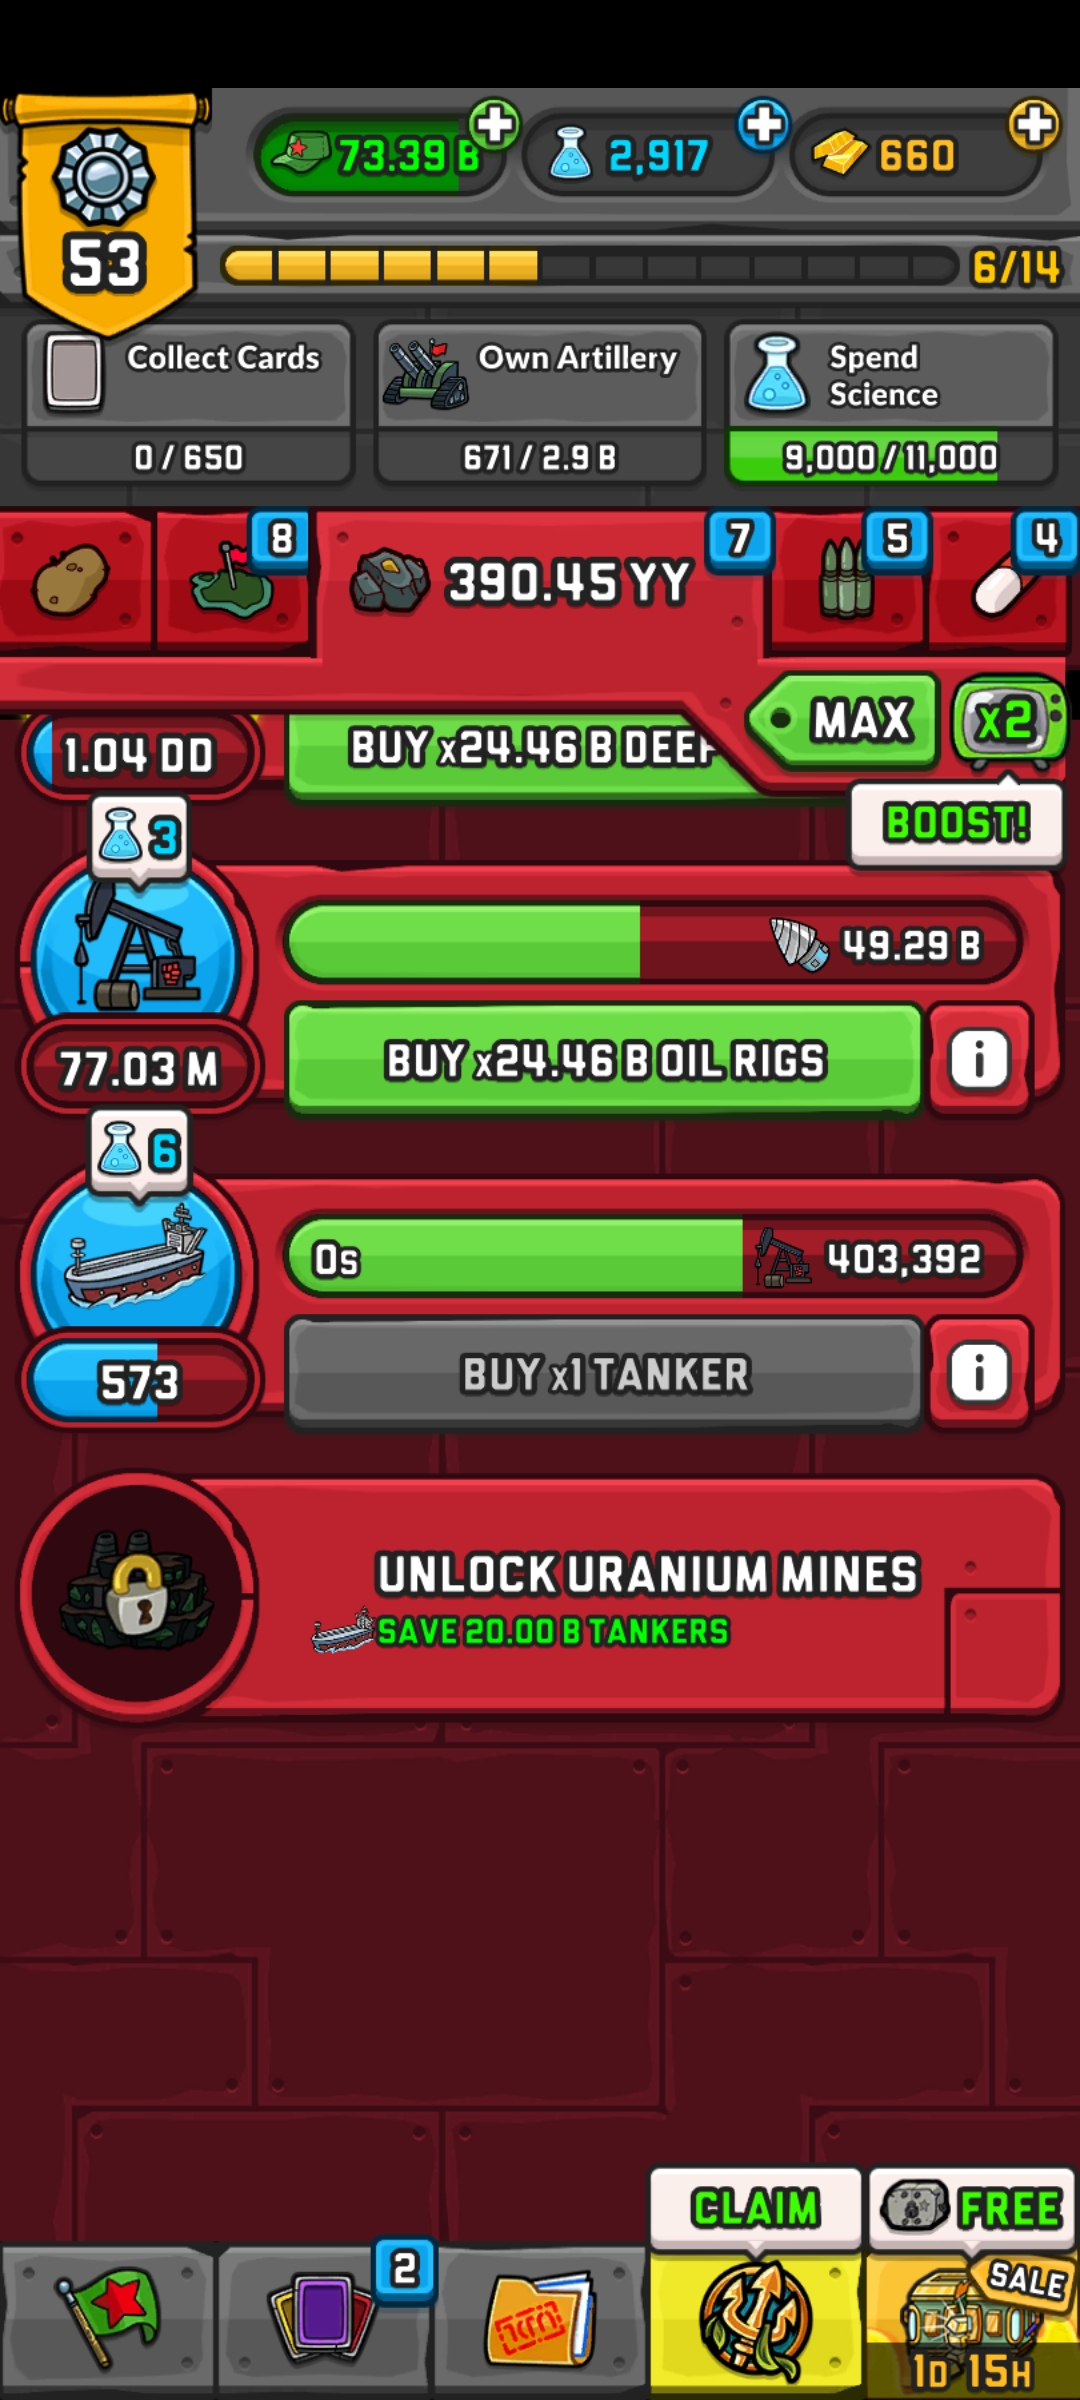 73.39 B
2,917
660
53
6/14
Collect Cards
0 / 650
Own Artillery
671 / 2.9 B
Spend
Science
9,000 / 11,000
8
390.45 YY
7
5
4
MAX
x2
BOOST!
1.04 DD
BUY x24.46 B DEEP
3
49.29 B
77.03 M
BUY x24.46 B OIL RIGS
i
6
0s
403,392
573
BUY x1 TANKER
i
UNLOCK URANIUM MINES
SAVE 20.00 B TANKERS
CLAIM
FREE
2
SALE
1D 15H